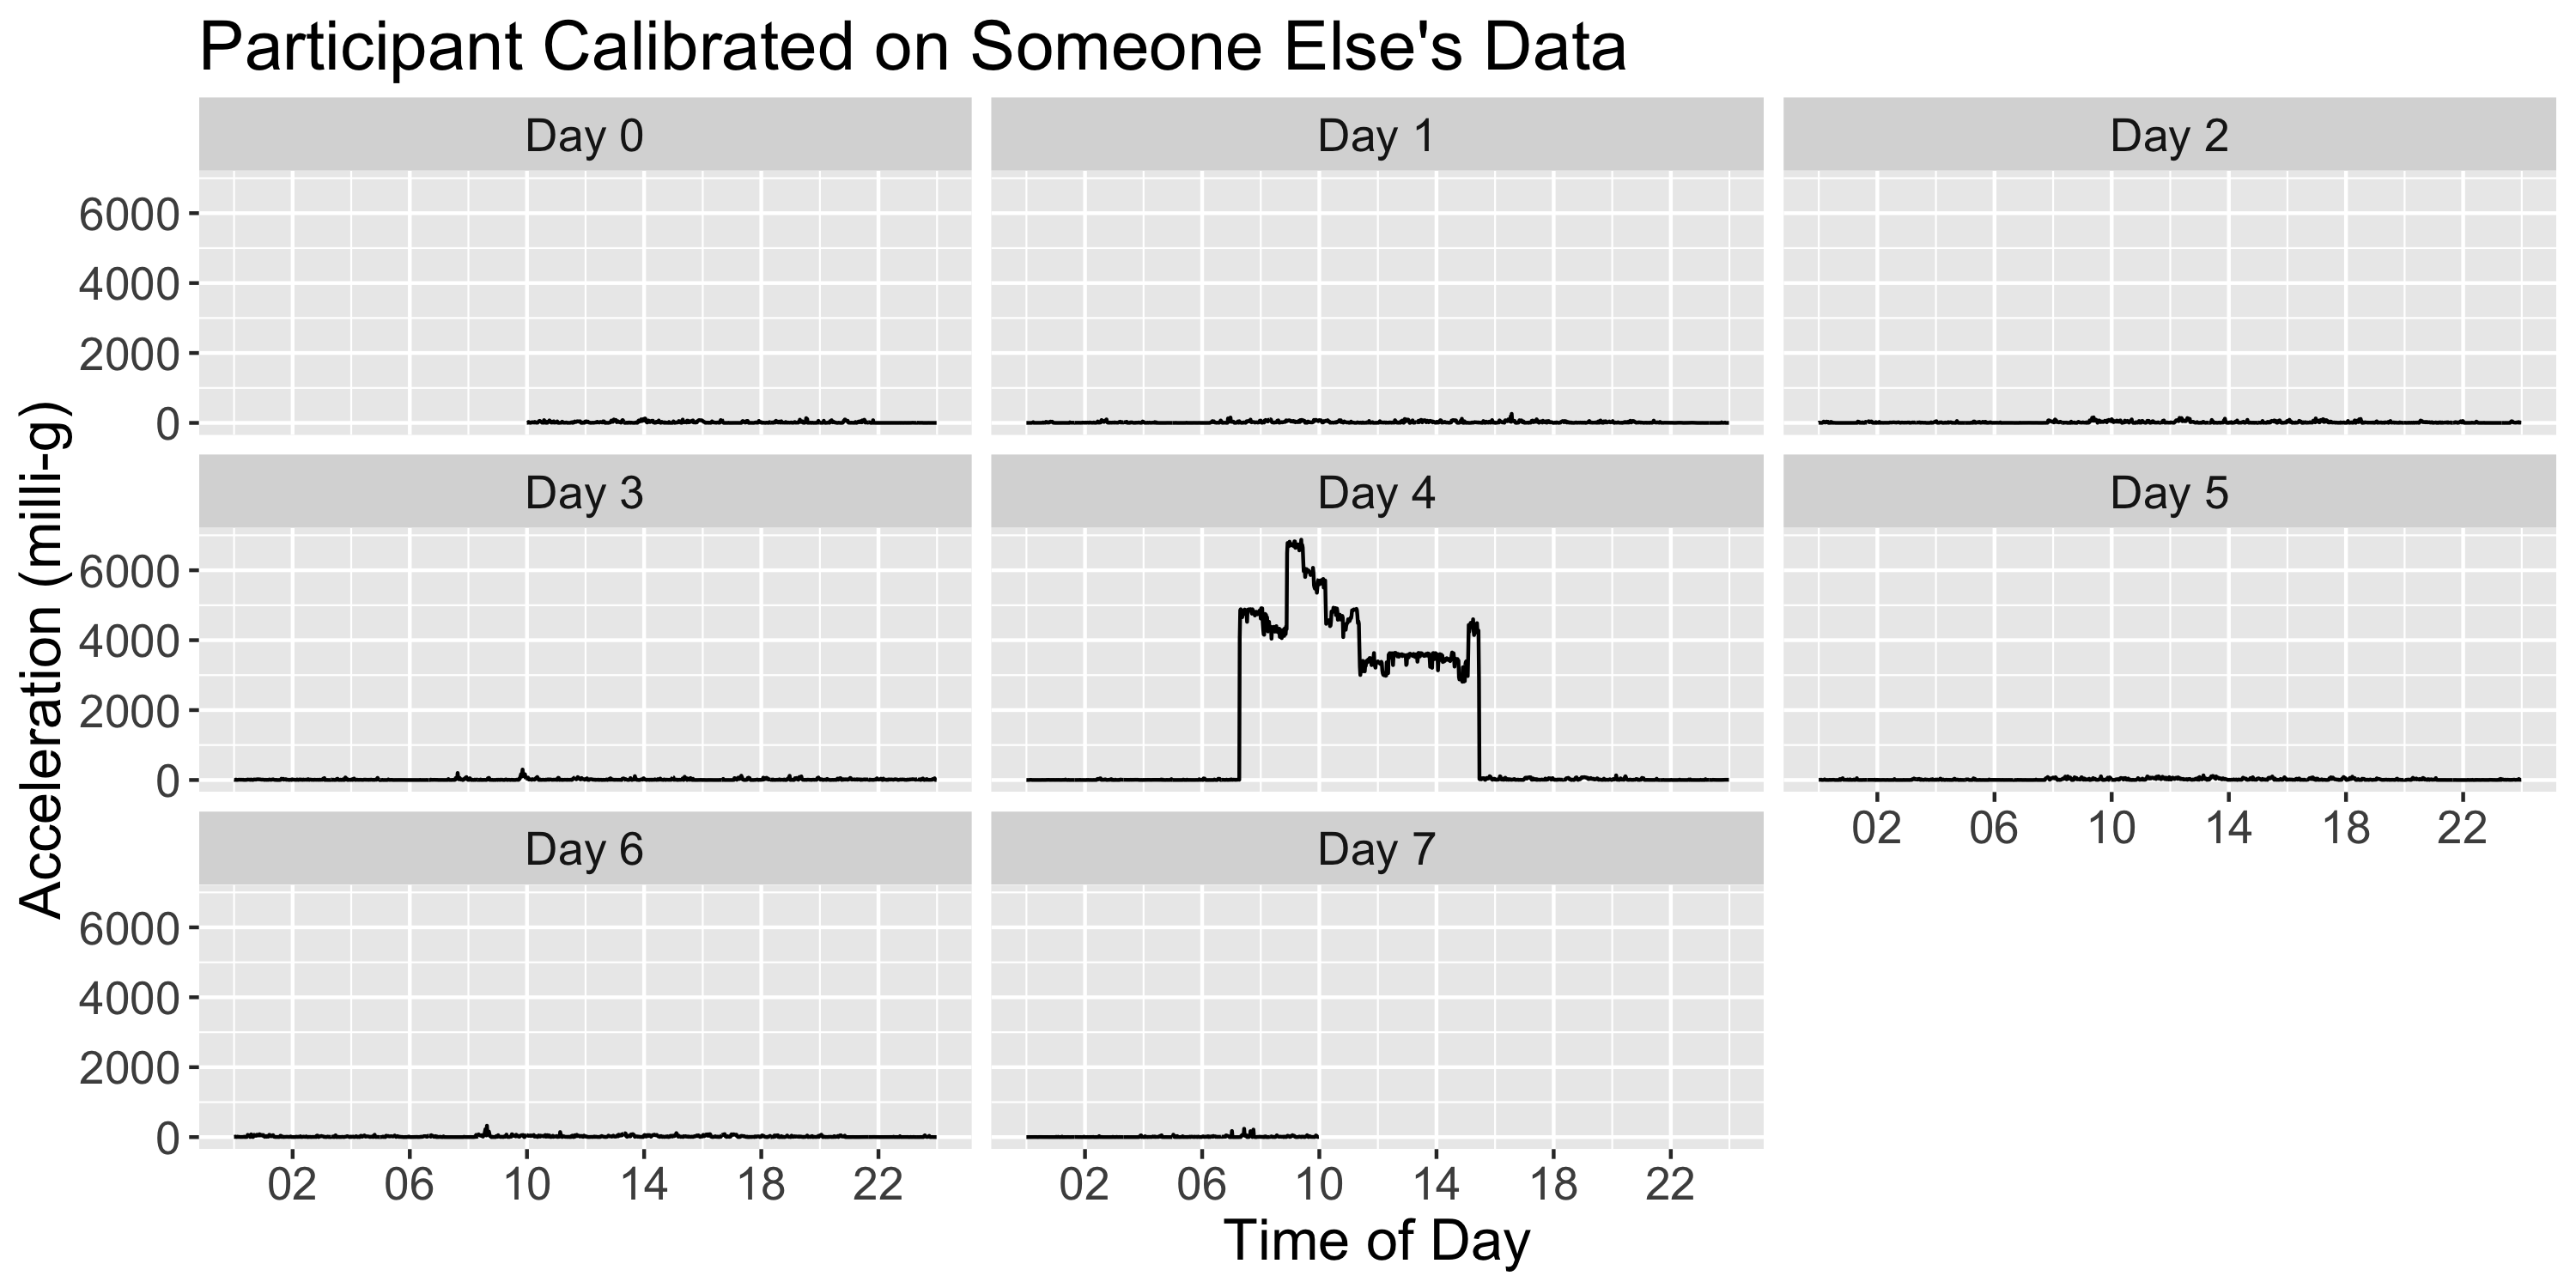 Participant Calibrated on Someone Else's Data
Day 0
Day 1
Day 2
6000
4000
2000
0
Day 3
Day 4
Day 5
6000
4000
2000
0
02 06 10 14 18 22
Day 6
Day 7
6000
4000
2000
0
02 06 10 14 18 22
02 06 10 14 18 22
Acceleration (milli-g)
Time of Day